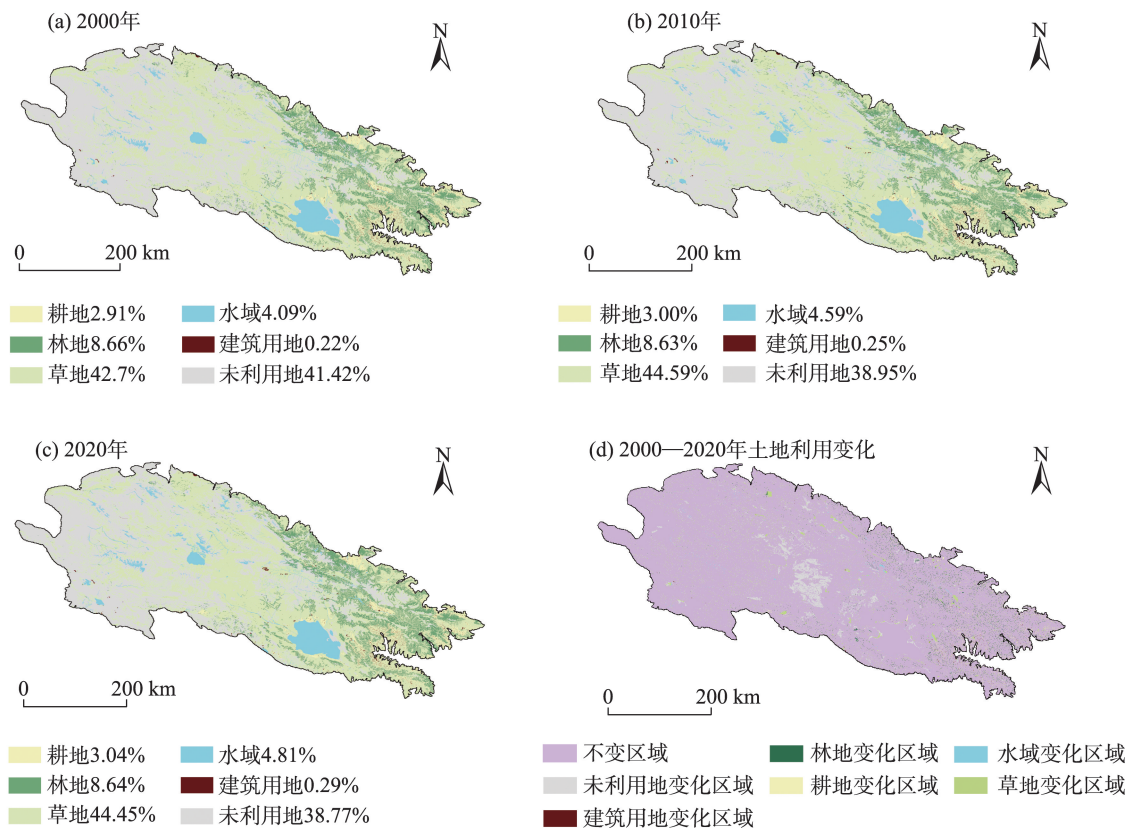 (a) 2000年
N
0 200 km
耕地2.91% 水域4.09%
林地8.66% 建筑用地0.22%
草地42.7% 未利用地41.42%
(b) 2010年
N
0 200 km
耕地3.00% 水域4.59%
林地8.63% 建筑用地0.25%
草地44.59% 未利用地38.95%
(c) 2020年
N
0 200 km
耕地3.04% 水域4.81%
林地8.64% 建筑用地0.29%
草地44.45% 未利用地38.77%
(d) 2000—2020年土地利用变化
N
0 200 km
不变区域 林地变化区域 水域变化区域
未利用地变化区域 耕地变化区域 草地变化区域
建筑用地变化区域